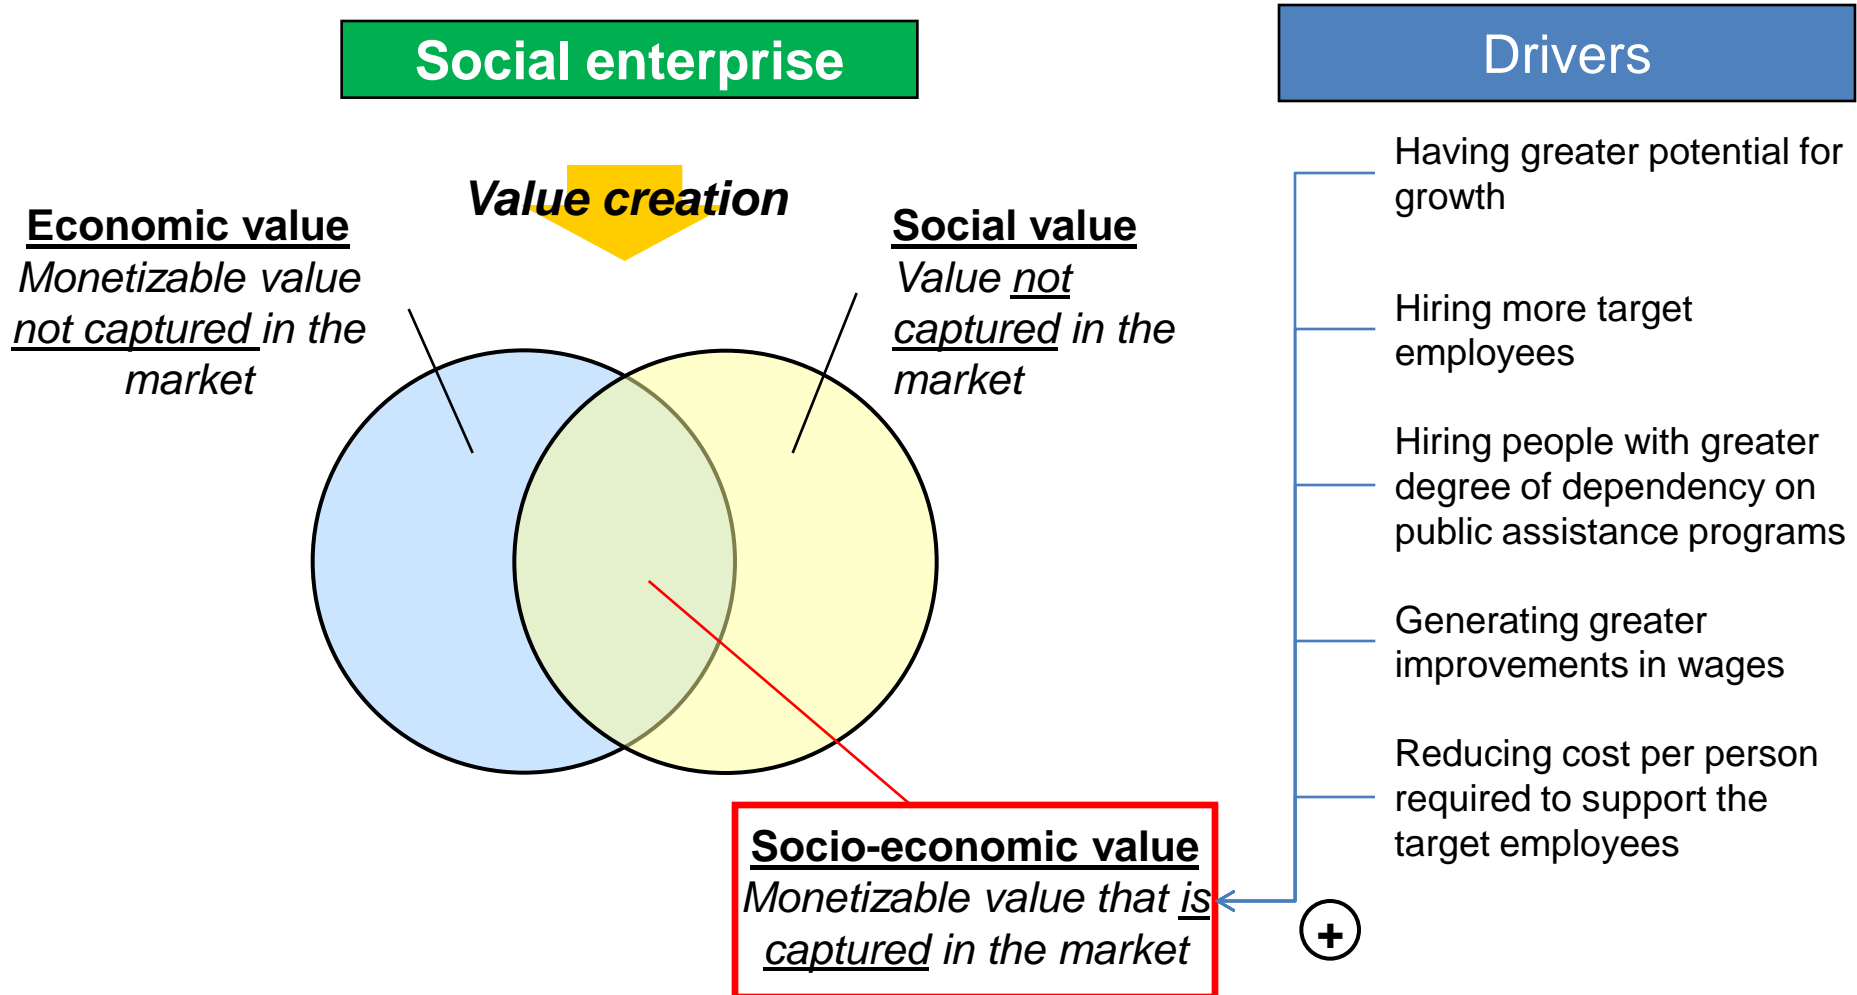 Social enterprise
Value creation
Economic value
Monetizable value
not captured in the
market
Social value
Value not
captured in the
market
Socio-economic value
Monetizable value that is
captured in the market
Drivers
Having greater potential for
growth
Hiring more target
employees
Hiring people with greater
degree of dependency on
public assistance programs
Generating greater
improvements in wages
Reducing cost per person
required to support the
target employees
+